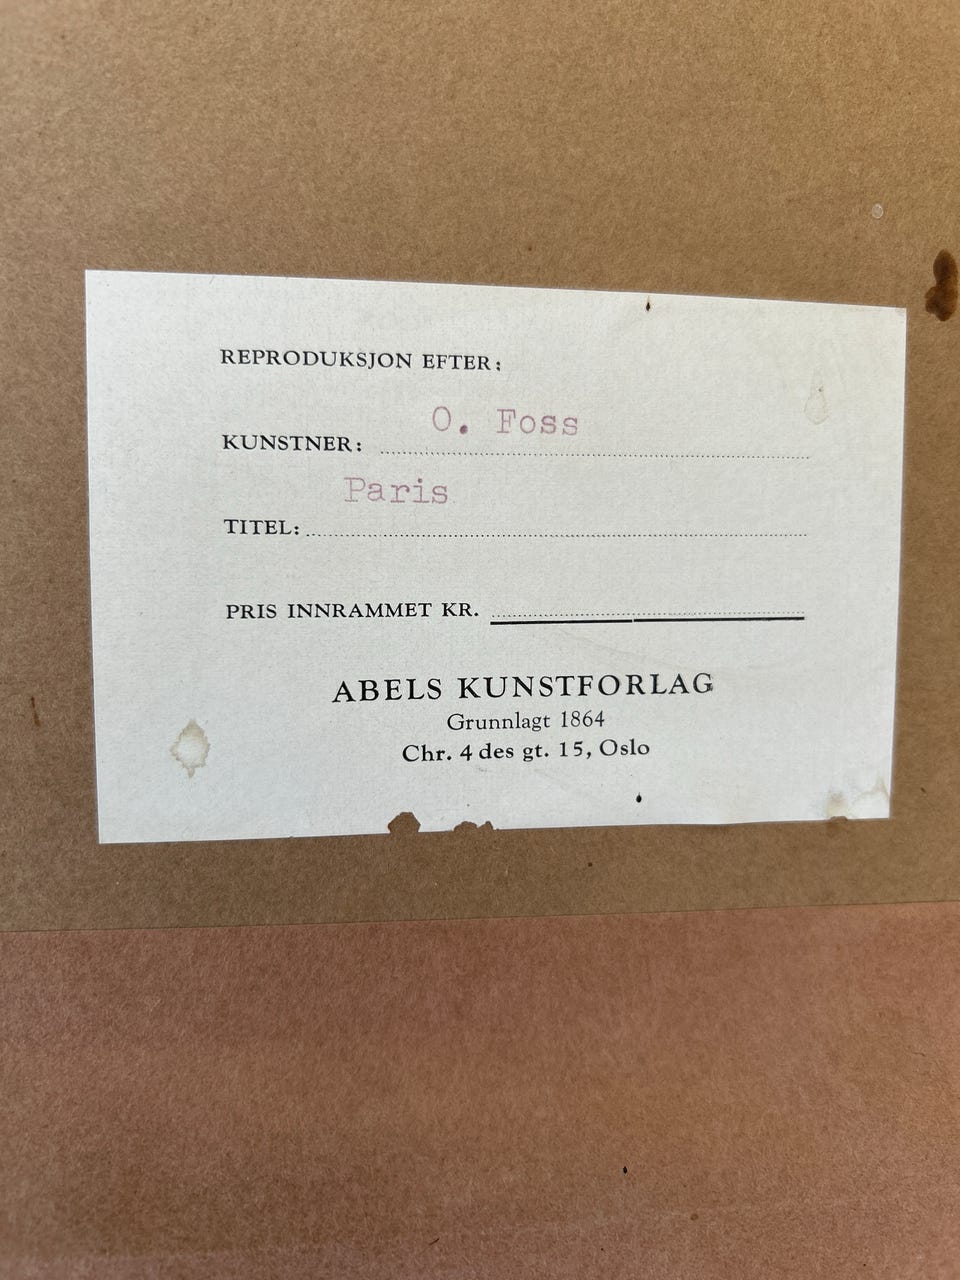 REPRODUKSJON EFTER:
O. Foss
KUNSTNER:
Paris
TITEL:
PRIS INNRAMMET KR.
ABELS KUNSTFORLAG
Grunnlagt 1864
Chr. 4 des gt. 15, Oslo